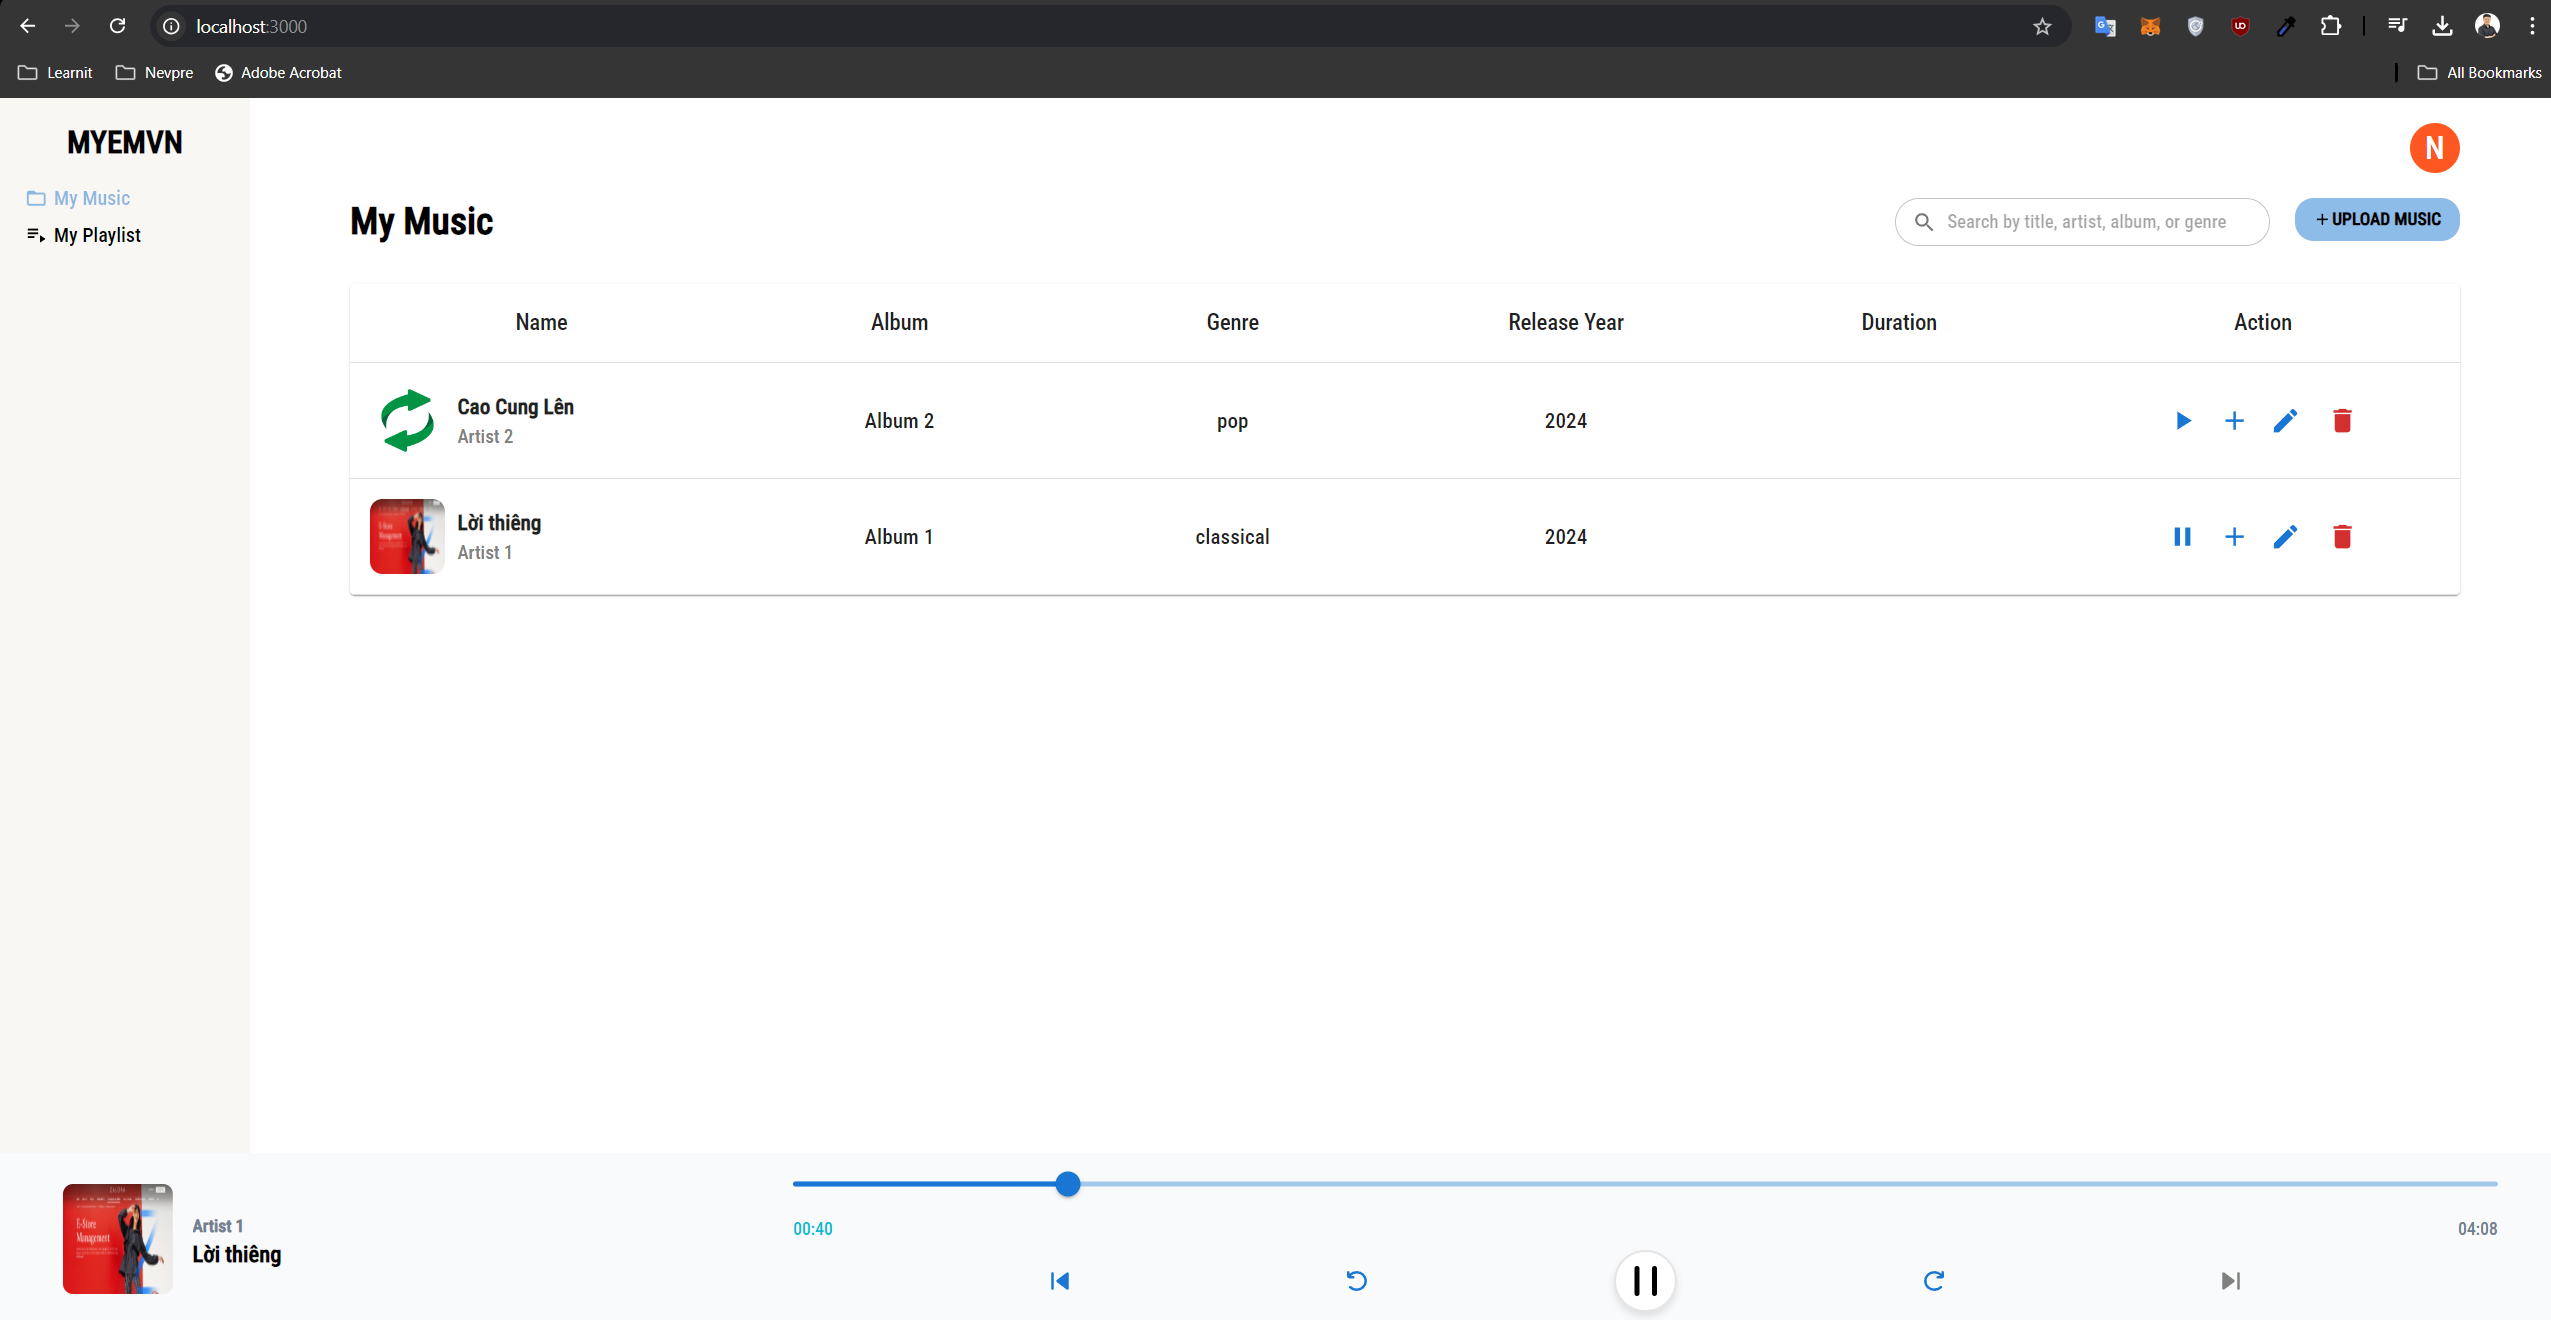 localhost:3000
Learnit
Nevpre
Adobe Acrobat
All Bookmarks
MYEMVN
My Music
My Playlist
N
My Music
Search by title, artist, album, or genre
+ UPLOAD MUSIC
Name Album Genre Release Year Duration Action
Cao Cung Lên
Artist 2
Album 2 pop 2024
Lời thiêng
Artist 1
Album 1 classical 2024
E-Store
Management
Artist 1
Lời thiêng
00:40
04:08